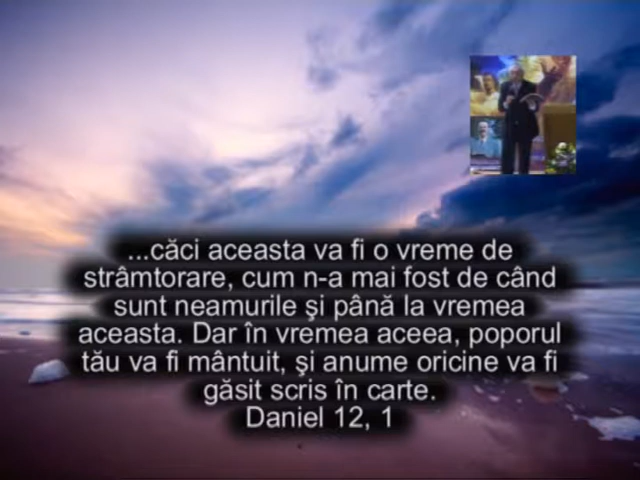 ...căci aceasta va fi o vreme de
strâmtorare, cum n-a mai fost de când
sunt neamurile şi până la vremea
aceasta. Dar în vremea aceea, poporul
tău va fi mântuit, şi anume oricine va fi
găsit scris în carte.
Daniel 12, 1